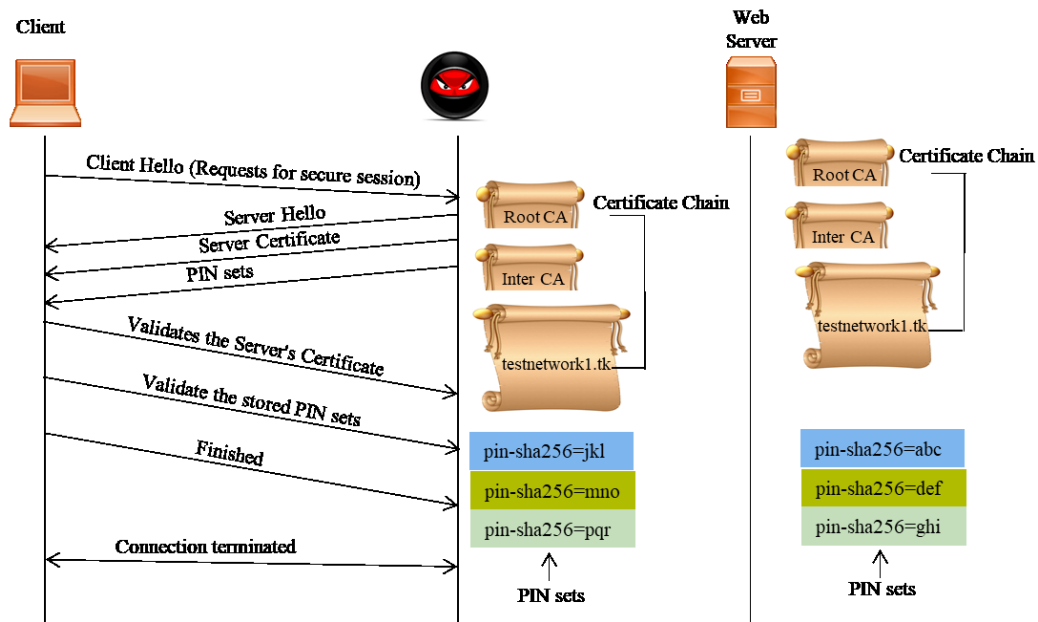 Client
Web
Server
Client Hello (Requests for secure session)
Server Hello
Server Certificate
PIN sets
Validates the Server's Certificate
Validate the stored PIN sets
Finished
Connection terminated
Certificate Chain
Root CA
Inter CA
testnetwork1.tk
pin-sha256=jkl
pin-sha256=mno
pin-sha256=pqr
PIN sets
Certificate Chain
Root CA
Inter CA
testnetwork1.tk
pin-sha256=abc
pin-sha256=def
pin-sha256=ghi
PIN sets